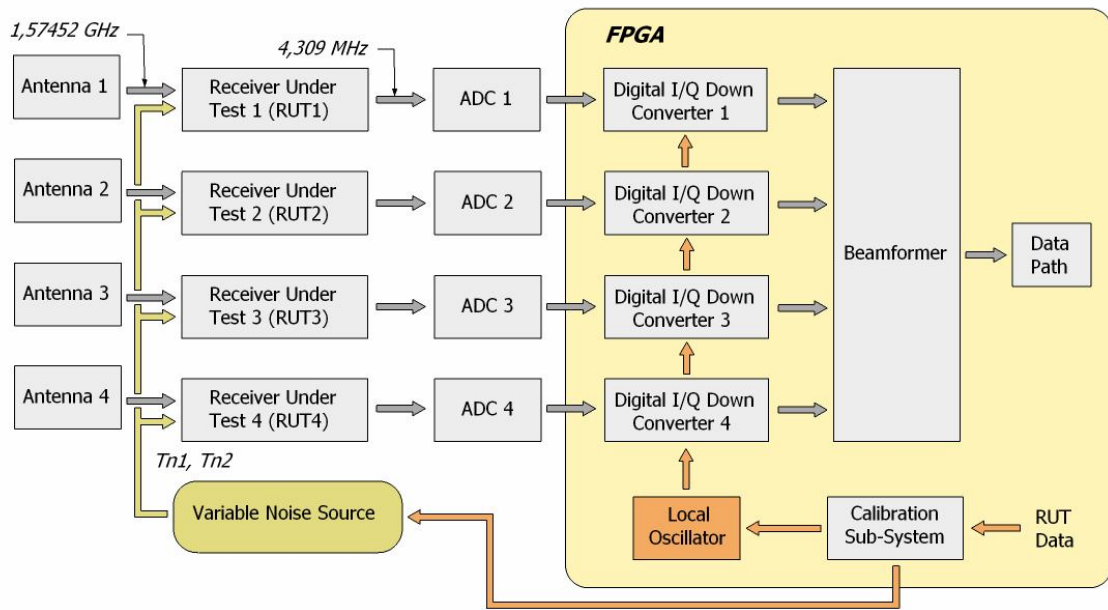 1,57452 GHz
4,309 MHz
FPGA
Antenna 1
Receiver Under
Test 1 (RUT1)
ADC 1
Digital I/Q Down
Converter 1
Antenna 2
Receiver Under
Test 2 (RUT2)
ADC 2
Digital I/Q Down
Converter 2
Beamformer
Data
Path
Antenna 3
Receiver Under
Test 3 (RUT3)
ADC 3
Digital I/Q Down
Converter 3
Antenna 4
Receiver Under
Test 4 (RUT4)
ADC 4
Digital I/Q Down
Converter 4
Tn1, Tn2
Variable Noise Source
Local
Oscillator
Calibration
Sub-System
RUT
Data